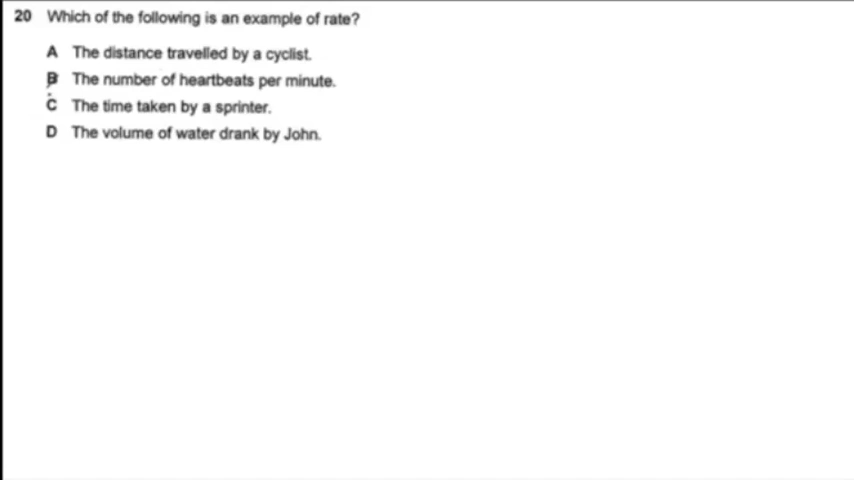 20 Which of the following is an example of rate?
A The distance travelled by a cyclist.
B The number of heartbeats per minute.
C The time taken by a sprinter.
D The volume of water drank by John.